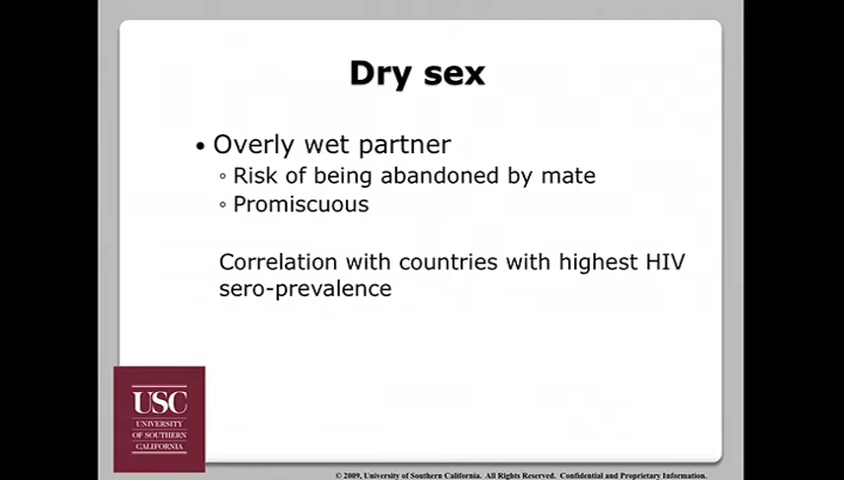 Dry sex
• Overly wet partner
◦ Risk of being abandoned by mate
◦ Promiscuous
Correlation with countries with highest HIV
sero-prevalence
USC
UNIVERSITY
OF SOUTHERN
CALIFORNIA
© 2009, University of Southern California. All Rights Reserved. Confidential and Proprietary Information.